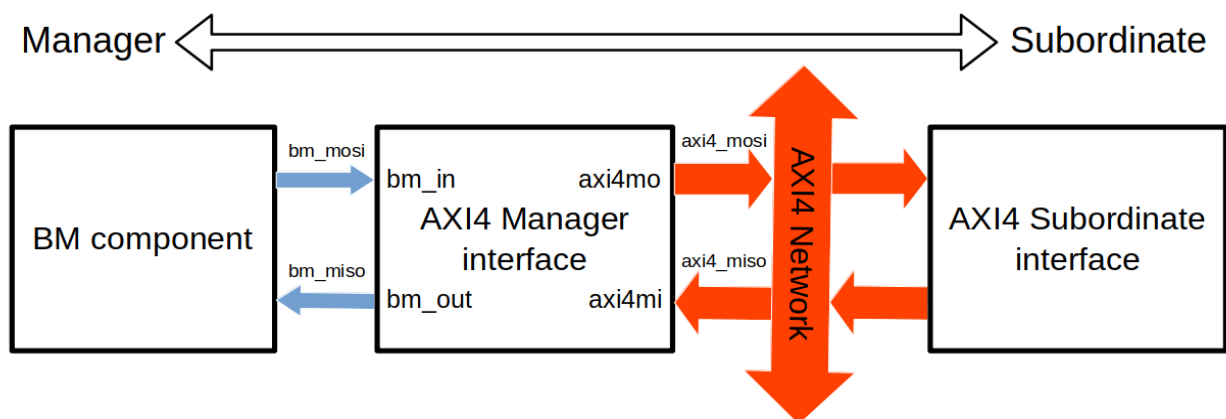 Manager
Subordinate
bm_mosi
axi4_mosi
bm_in
axi4mo
BM component
AXI4 Manager
interface
AXI4 Network
AXI4 Subordinate
interface
bm_miso
axi4_miso
bm_out
axi4mi